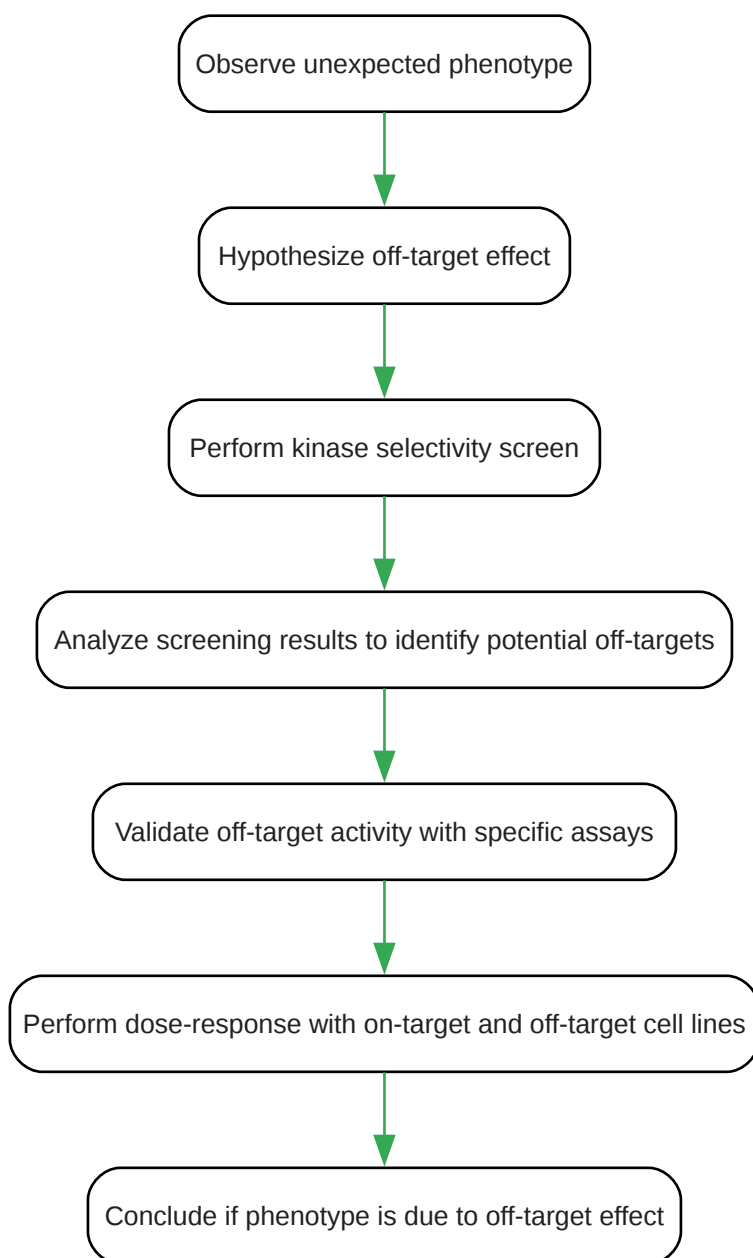 Observe unexpected phenotype
Hypothesize off-target effect
Perform kinase selectivity screen
Analyze screening results to identify potential off-targets
Validate off-target activity with specific assays
Perform dose-response with on-target and off-target cell lines
Conclude if phenotype is due to off-target effect